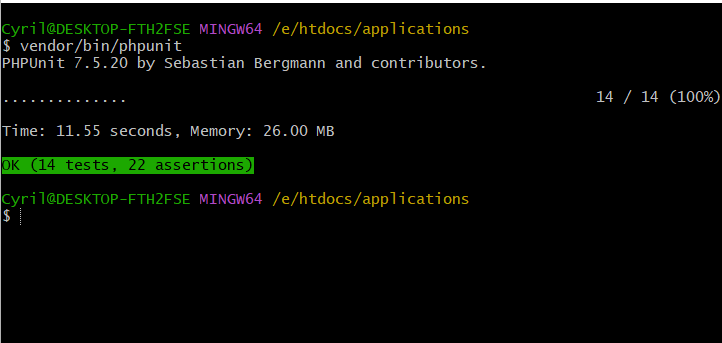 Cyril@DESKTOP-FTH2FSE MINGW64 /e/htdocs/applications
$ vendor/bin/phpunit
PHPUnit 7.5.20 by Sebastian Bergmann and contributors.
.............. 14 / 14 (100%)
Time: 11.55 seconds, Memory: 26.00 MB
OK (14 tests, 22 assertions)
Cyril@DESKTOP-FTH2FSE MINGW64 /e/htdocs/applications
$